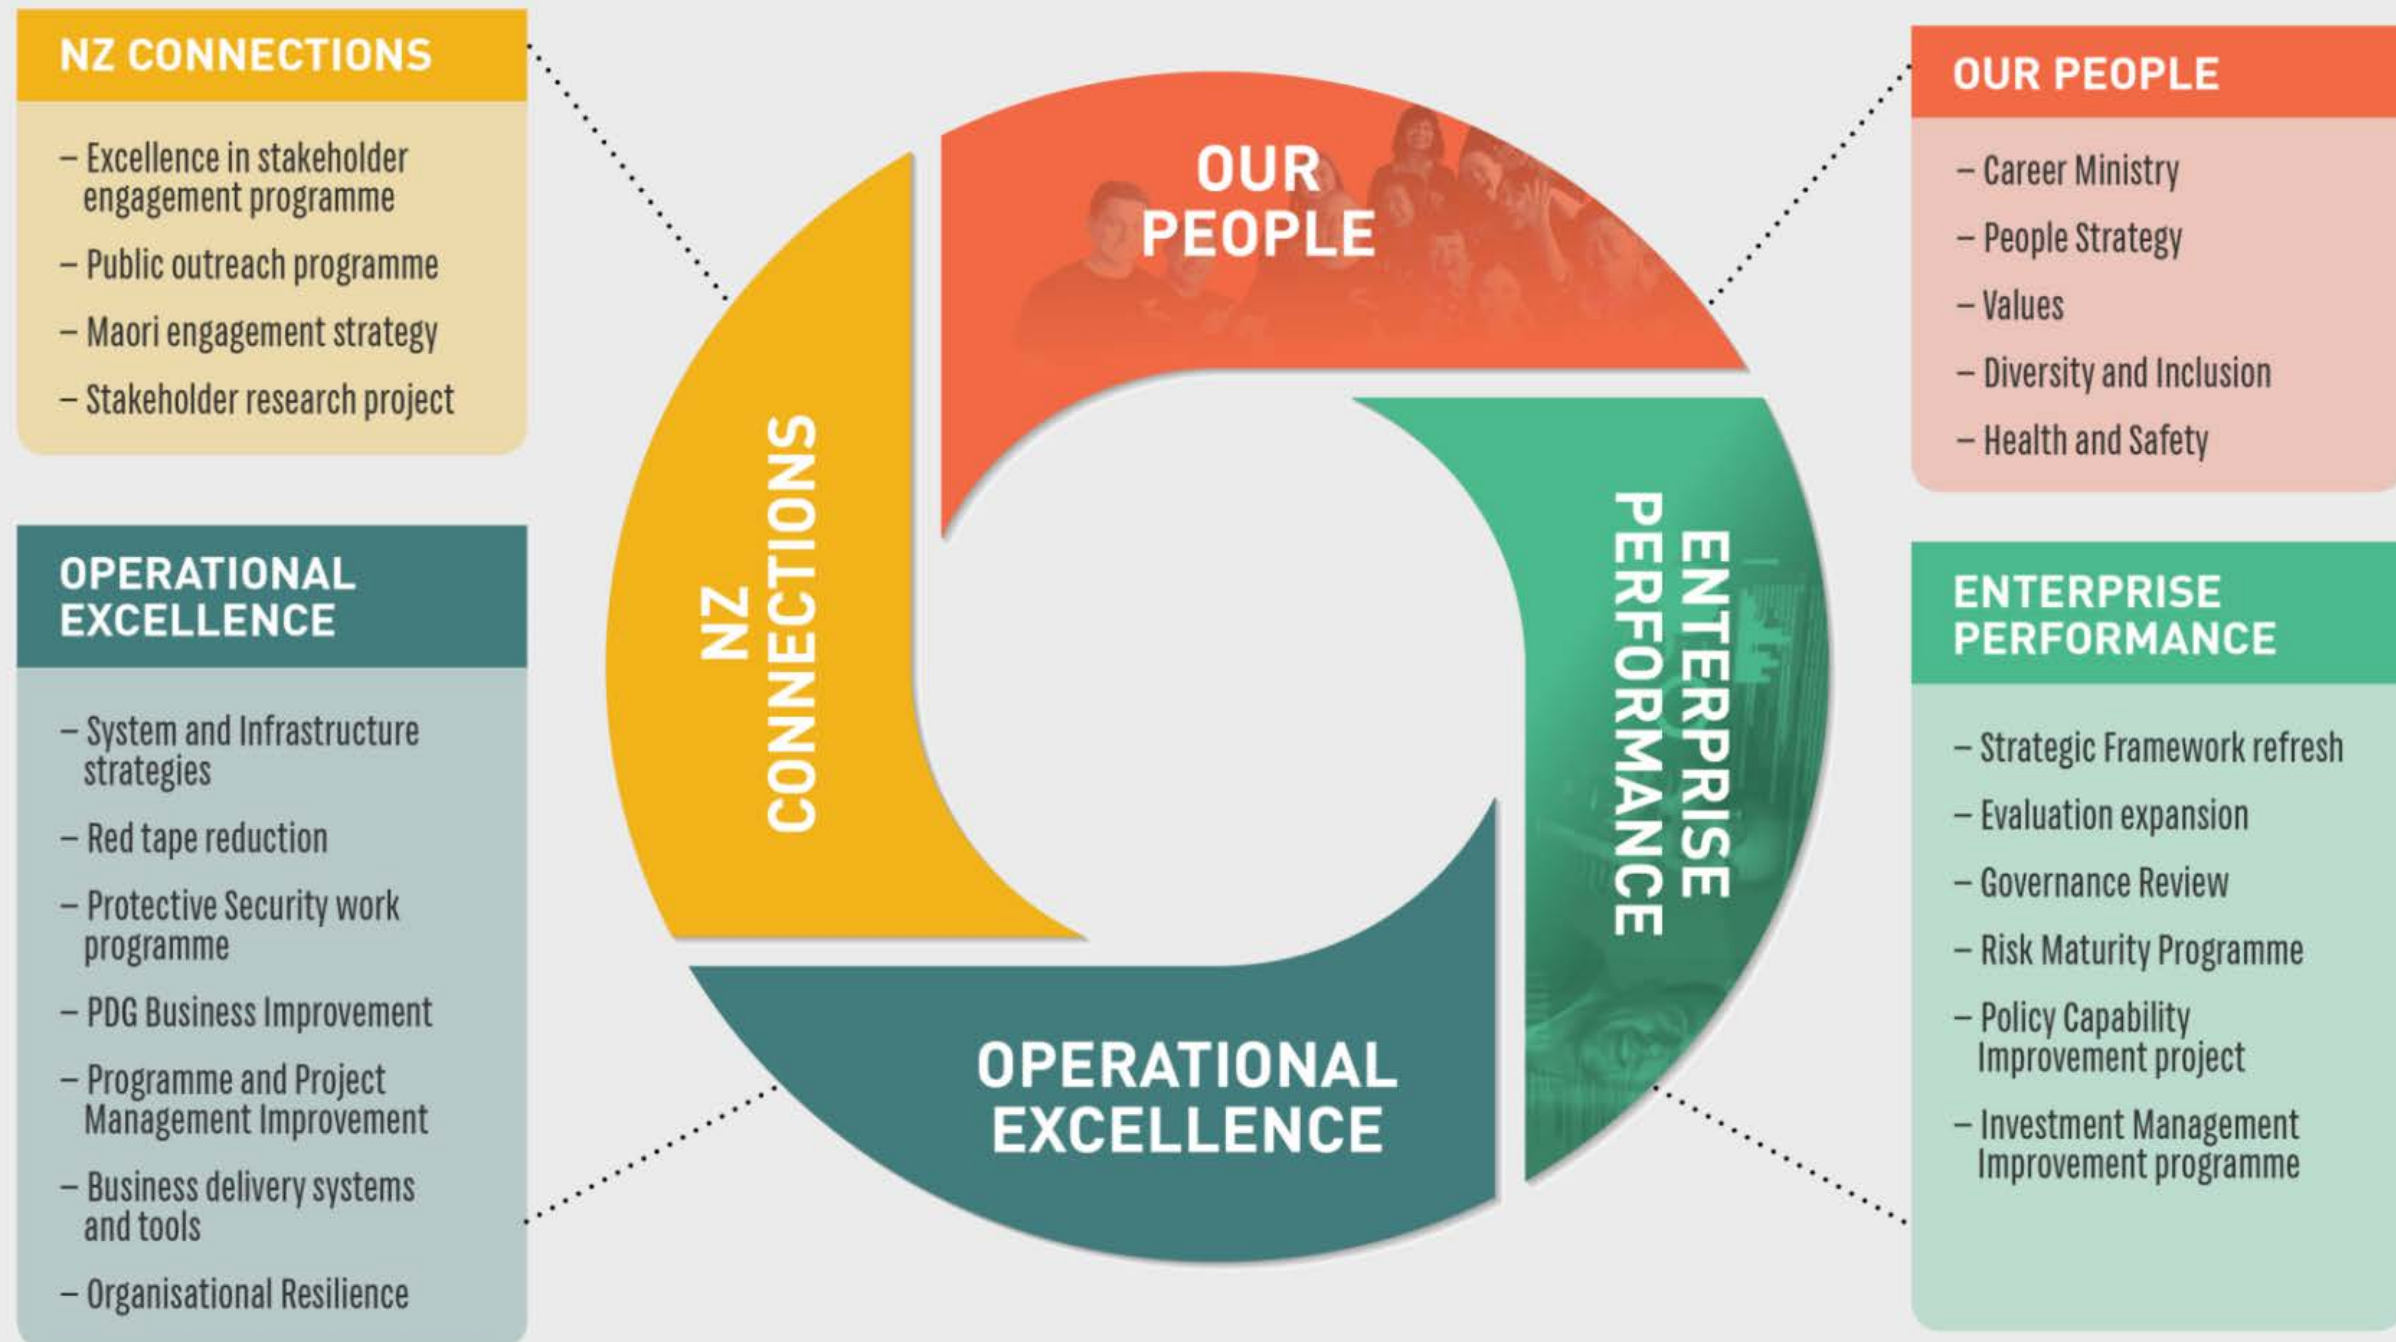 NZ CONNECTIONS
– Excellence in stakeholder
engagement programme
– Public outreach programme
– Maori engagement strategy
– Stakeholder research project
OPERATIONAL
EXCELLENCE
– System and Infrastructure
strategies
– Red tape reduction
– Protective Security work
programme
– PDG Business Improvement
– Programme and Project
Management Improvement
– Business delivery systems
and tools
– Organisational Resilience
OUR
PEOPLE
NZ
CONNECTIONS
ENTERPRISE
PERFORMANCE
OPERATIONAL
EXCELLENCE
OUR PEOPLE
– Career Ministry
– People Strategy
– Values
– Diversity and Inclusion
– Health and Safety
ENTERPRISE
PERFORMANCE
– Strategic Framework refresh
– Evaluation expansion
– Governance Review
– Risk Maturity Programme
– Policy Capability
Improvement project
– Investment Management
Improvement programme